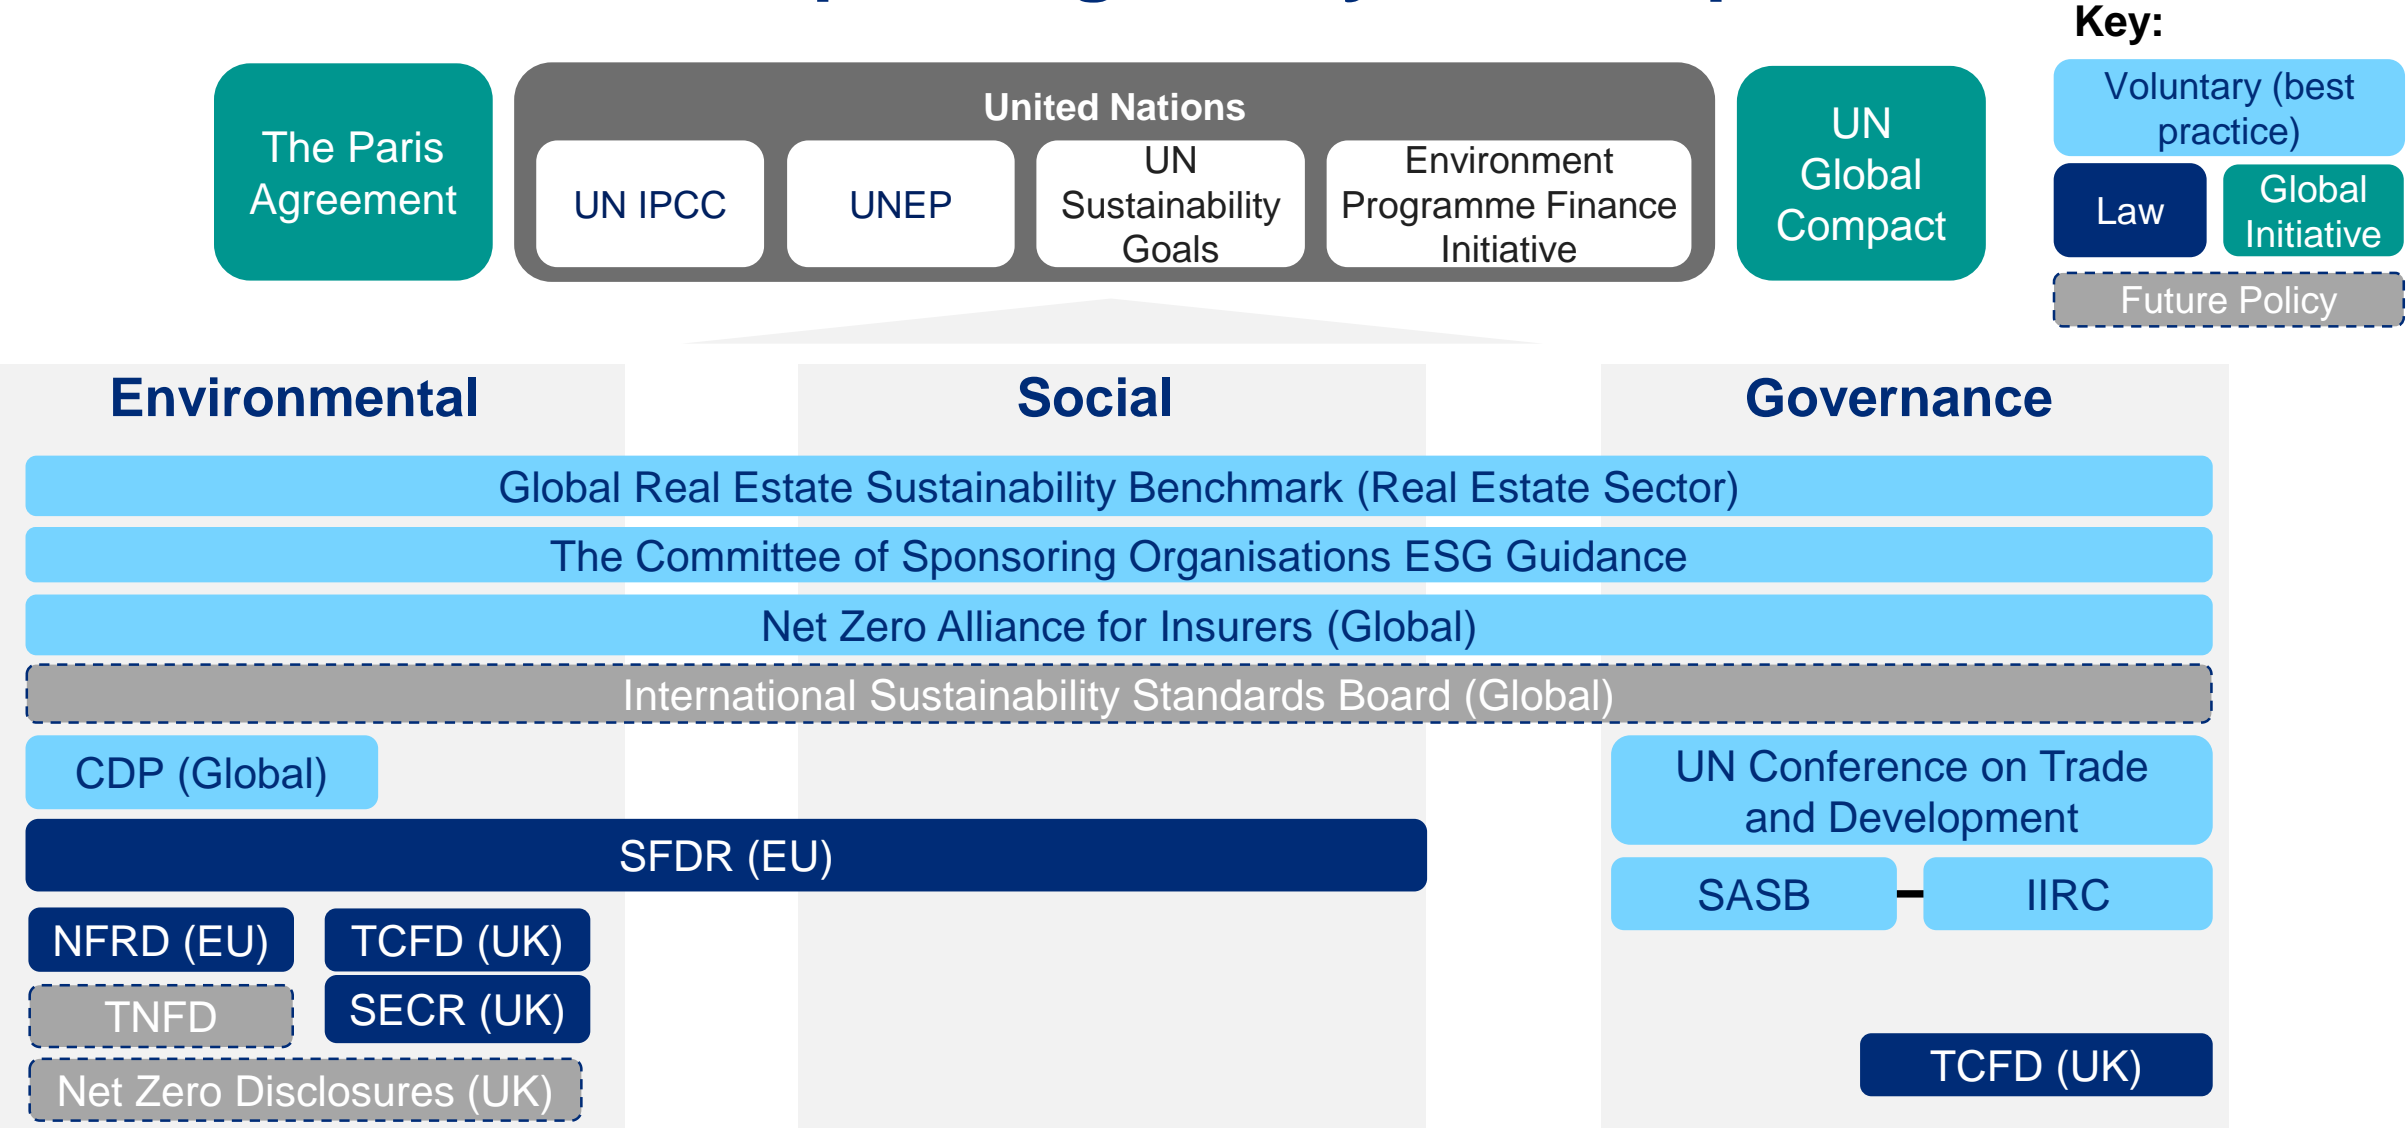 Key:
The Paris
Agreement
United Nations
UN IPCC
UNEP
UN
Sustainability
Goals
Environment
Programme Finance
Initiative
UN
Global
Compact
Voluntary (best
practice)
Law
Global
Initiative
Future Policy
Environmental
Social
Governance
Global Real Estate Sustainability Benchmark (Real Estate Sector)
The Committee of Sponsoring Organisations ESG Guidance
Net Zero Alliance for Insurers (Global)
International Sustainability Standards Board (Global)
CDP (Global)
UN Conference on Trade
and Development
SFDR (EU)
SASB
IIRC
NFRD (EU)
TCFD (UK)
TNFD
SECR (UK)
Net Zero Disclosures (UK)
TCFD (UK)